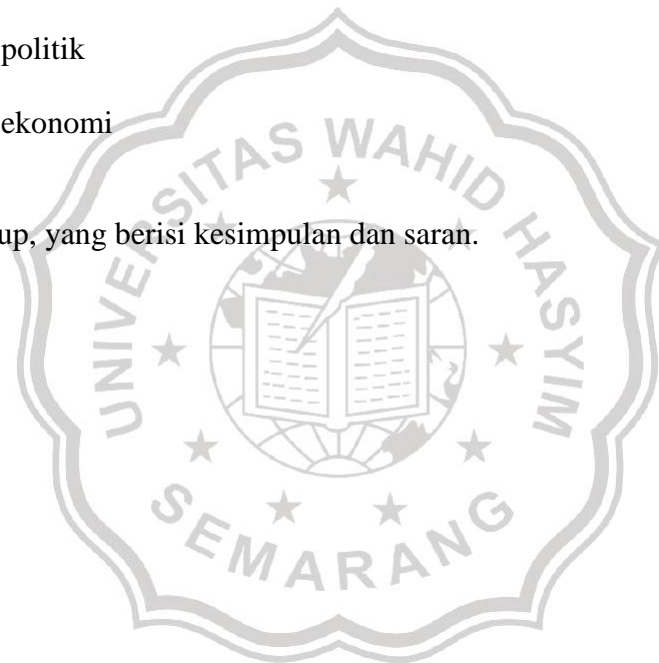 politik
ekonomi
up, yang berisi kesimpulan dan saran.
UNIVERSITAS WAHID HASYIM
SEMARANG